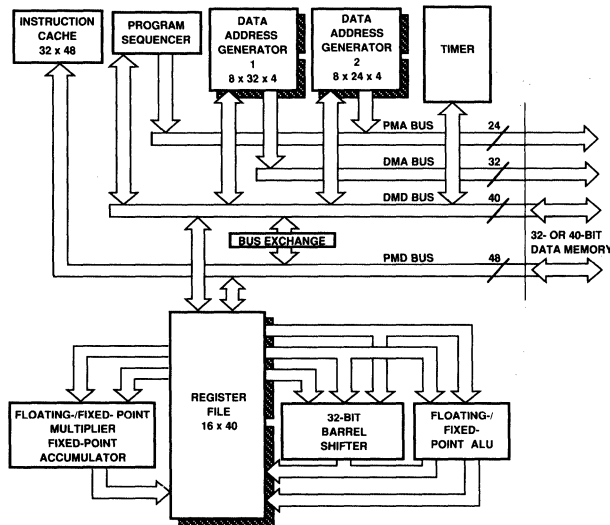 INSTRUCTION
CACHE
32 x 48
PROGRAM
SEQUENCER
DATA
ADDRESS
GENERATOR
1
8 x 32 x 4
DATA
ADDRESS
GENERATOR
2
8 x 24 x 4
TIMER
PMA BUS
24
DMA BUS
32
DMD BUS
40
BUS EXCHANGE
PMD BUS
48
32- OR 40-BIT
DATA MEMORY
REGISTER
FILE
16 x 40
FLOATING-/FIXED- POINT
MULTIPLIER
FIXED-POINT
ACCUMULATOR
32-BIT
BARREL
SHIFTER
FLOATING-/
FIXED-
POINT ALU